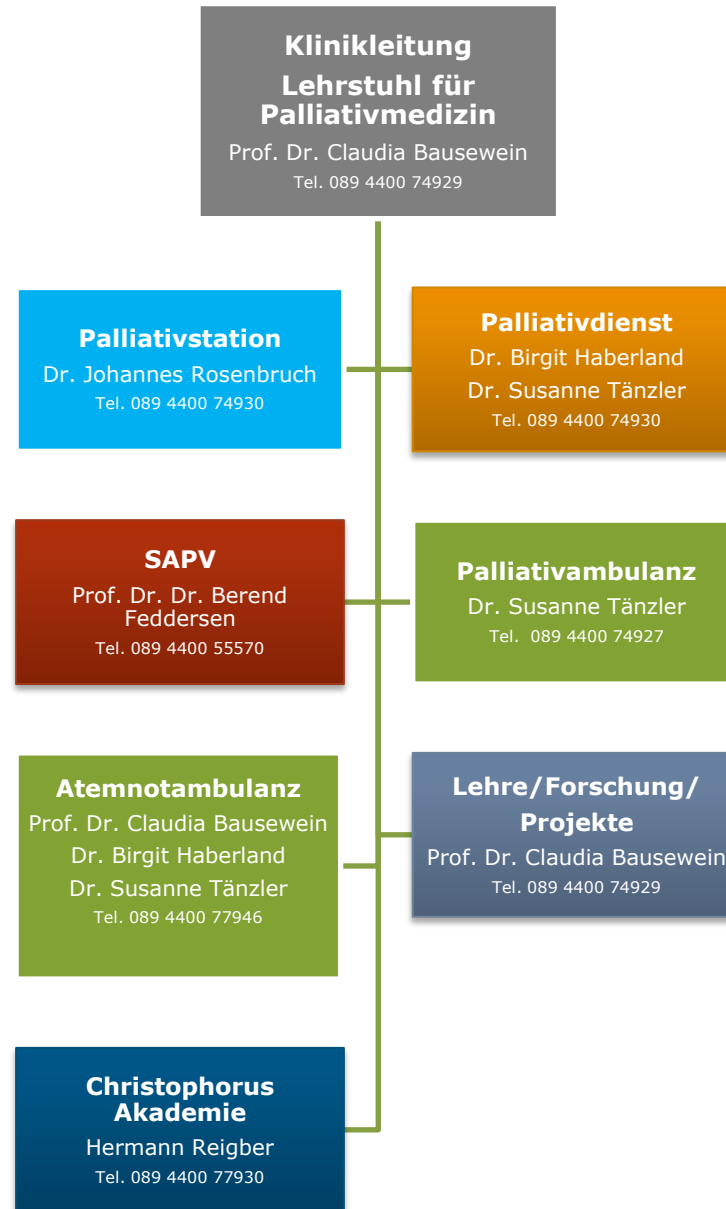 Klinikleitung
Lehrstuhl für
Palliativmedizin
Prof. Dr. Claudia Bausewein
Tel. 089 4400 74929
Palliativstation
Dr. Johannes Rosenbruch
Tel. 089 4400 74930
Palliativdienst
Dr. Birgit Haberland
Dr. Susanne Tänzler
Tel. 089 4400 74930
SAPV
Prof. Dr. Dr. Berend
Feddersen
Tel. 089 4400 55570
Palliativambulanz
Dr. Susanne Tänzler
Tel. 089 4400 74927
Atemnotambulanz
Prof. Dr. Claudia Bausewein
Dr. Birgit Haberland
Dr. Susanne Tänzler
Tel. 089 4400 77946
Lehre/Forschung/
Projekte
Prof. Dr. Claudia Bausewein
Tel. 089 4400 74929
Christophorus
Akademie
Hermann Reigber
Tel. 089 4400 77930